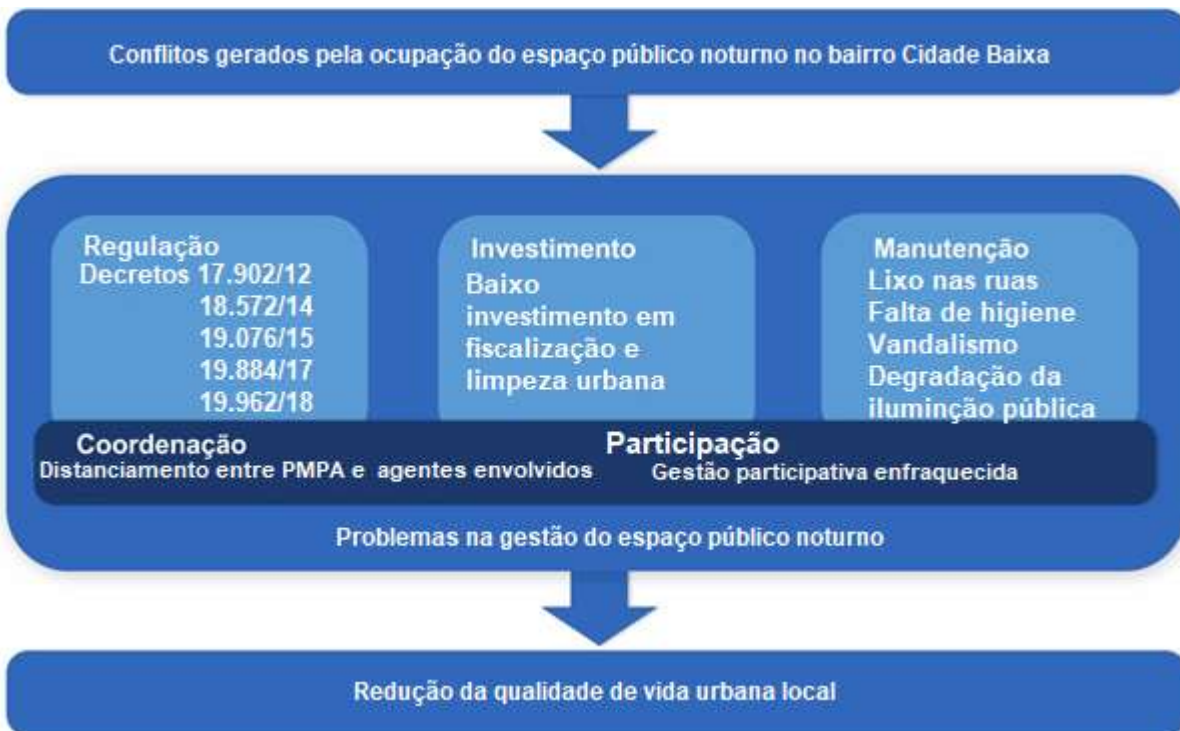 Conflitos gerados pela ocupação do espaço público noturno no bairro Cidade Baixa
Regulação
Decretos 17.902/12
18.572/14
19.076/15
19.884/17
19.962/18
Investimento
Baixo
investimento em
fiscalização e
limpeza urbana
Manutenção
Lixo nas ruas
Falta de higiene
Vandalismo
Degradação da
iluminção pública
Coordenação
Distanciamento entre PMPA e agentes envolvidos
Participação
Gestão participativa enfraquecida
Problemas na gestão do espaço público noturno
Redução da qualidade de vida urbana local